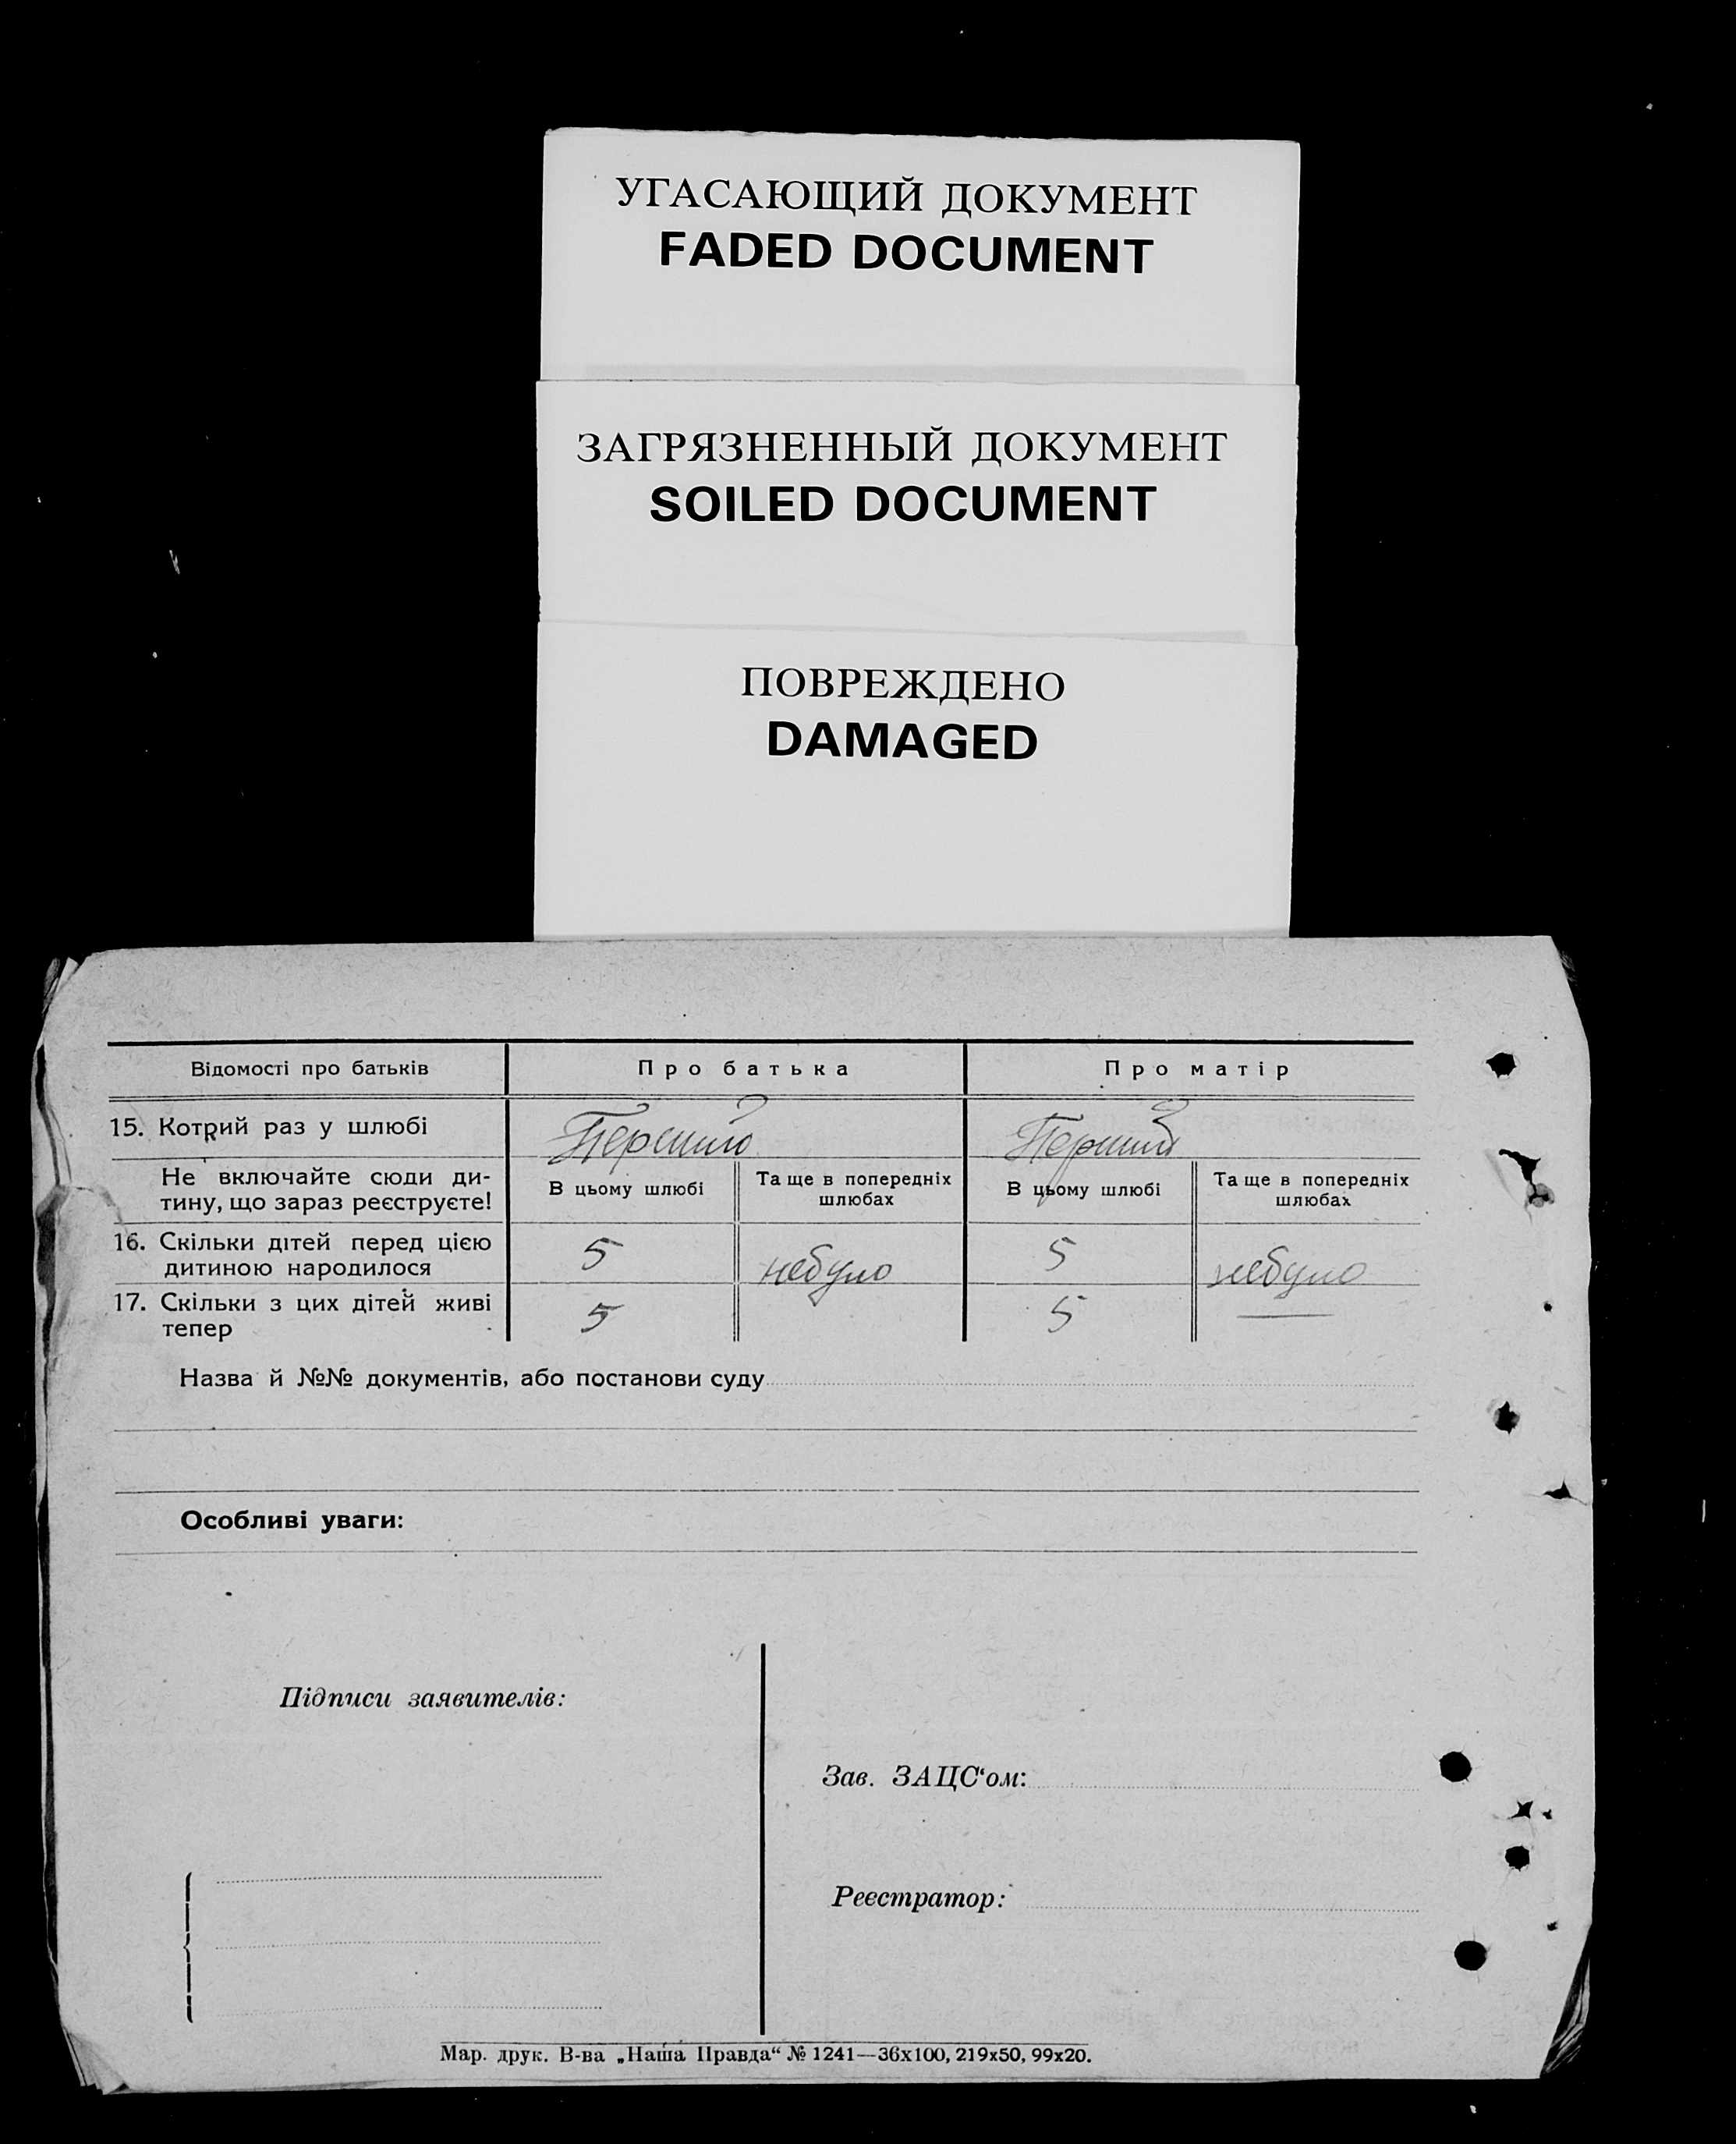 УГАСАЮЩИЙ ДОКУМЕНТ
FADED DOCUMENT
ЗАГРЯЗНЕННЫЙ ДОКУМЕНТ
SOILED DOCUMENT
ПОВРЕЖДЕНО
DAMAGED
Відомості про батьків Про батька Про матір
15. Котрий раз у шлюбі Перший Перший
Не включайте сюди ди-
тину, що зараз реєструєте!
В цьому шлюбі Та ще в попередніх
шлюбах
В цьому шлюбі Та ще в попередніх
шлюбах
16. Скільки дітей перед цією
дитиною народилося
5 небуло 5 небуло
17. Скільки з цих дітей живі
тепер
5 5 —
Назва й №№ документів, або постанови суду
Особливі уваги:
Підписи заявителів:
Зав. ЗАЦС‘ом:
Реєстратор:
Мар. друк. В-ва „Наша Правда“ № 1241—36х100, 219х50, 99х20.